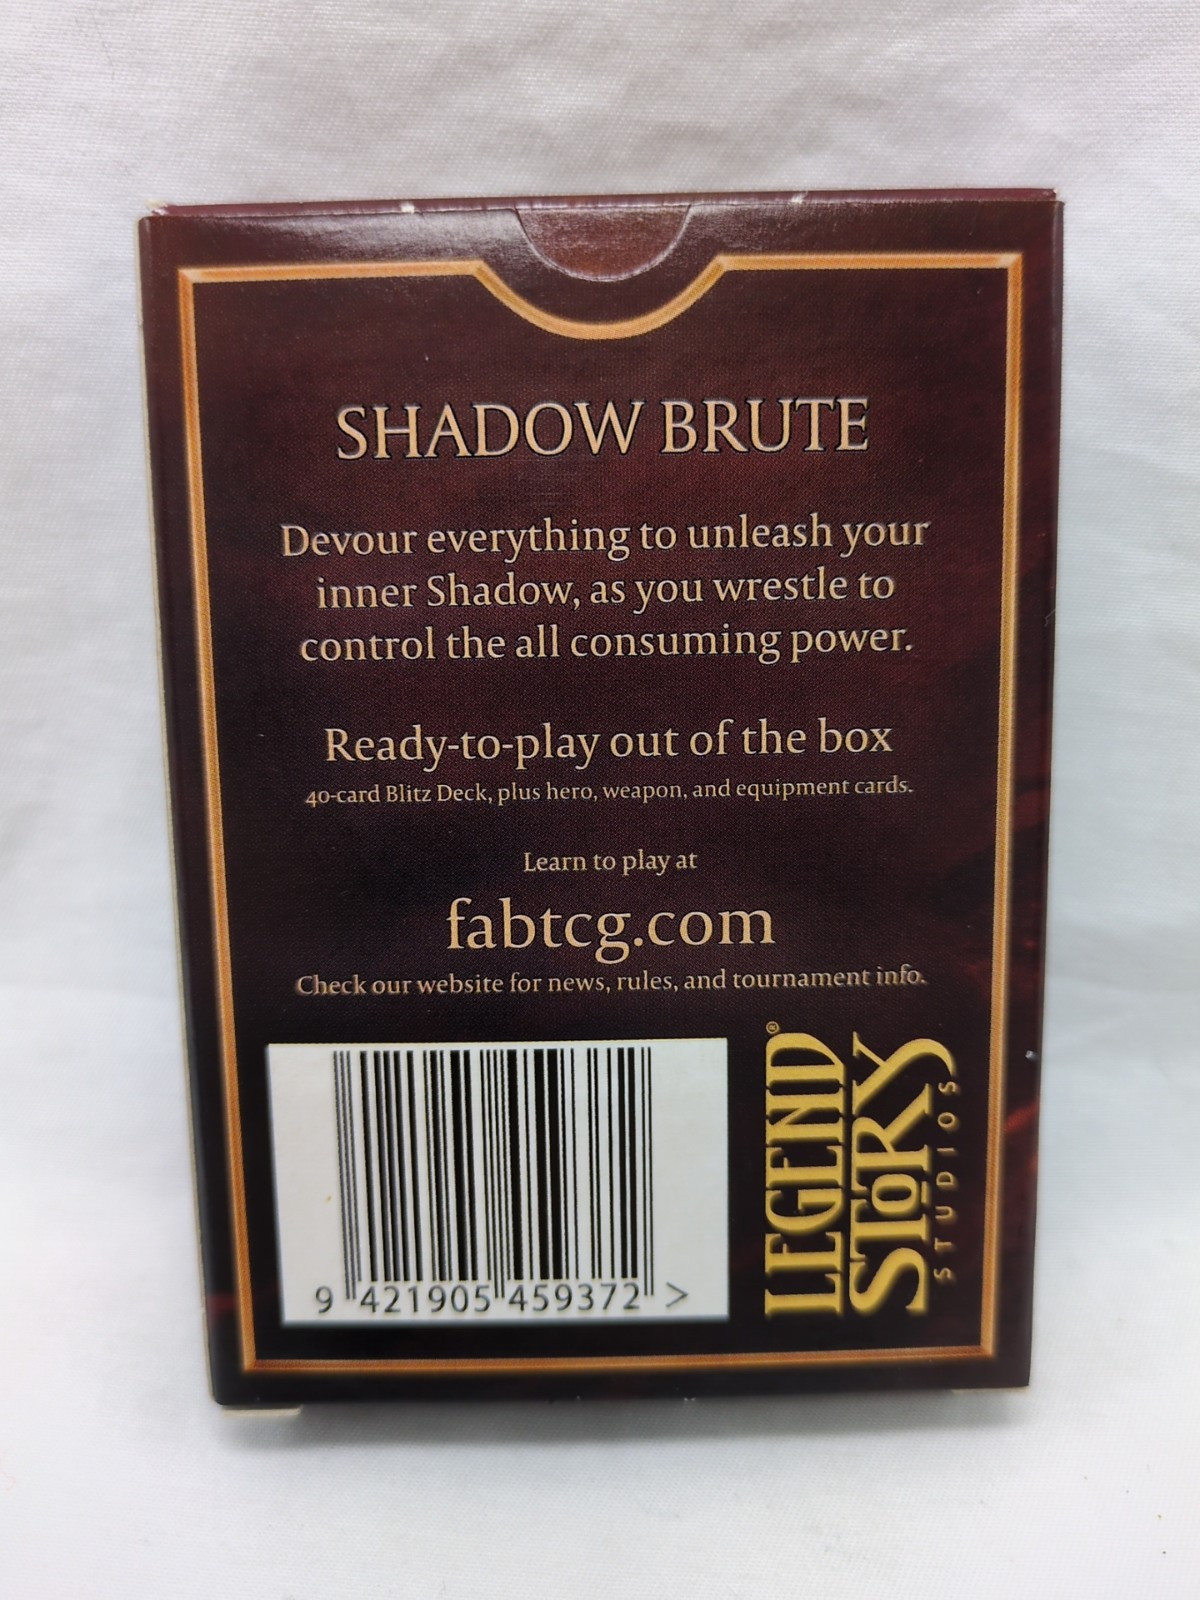 SHADOW BRUTE
Devour everything to unleash your
inner Shadow, as you wrestle to
control the all consuming power.
Ready-to-play out of the box
40-card Blitz Deck, plus hero, weapon, and equipment cards.
Learn to play at
fabtcg.com
Check our website for news, rules, and tournament info.
9 421905 459372 >
LEGEND®
STORY
STUDIOS